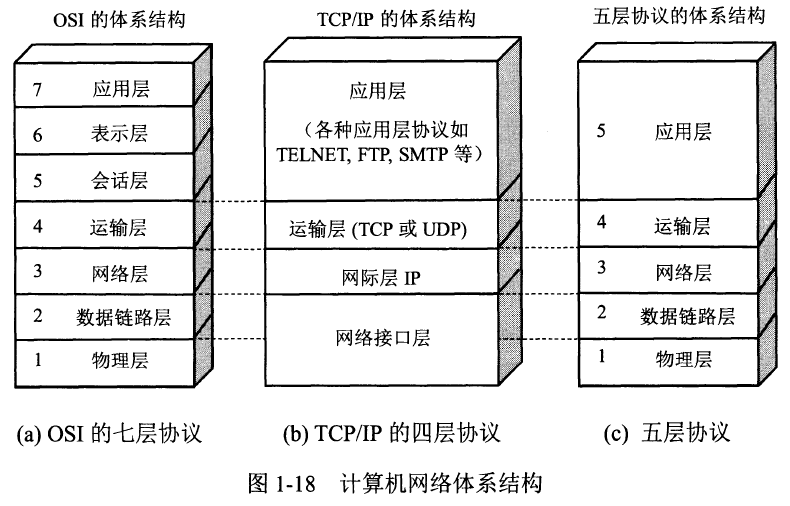 OSI 的体系结构
7 应用层
6 表示层
5 会话层
4 运输层
3 网络层
2 数据链路层
1 物理层
(a) OSI 的七层协议
TCP/IP 的体系结构
应用层
(各种应用层协议如
TELNET, FTP, SMTP 等)
运输层 (TCP 或 UDP)
网际层 IP
网络接口层
(b) TCP/IP 的四层协议
五层协议的体系结构
5 应用层
4 运输层
3 网络层
2 数据链路层
1 物理层
(c) 五层协议
图 1-18 计算机网络体系结构